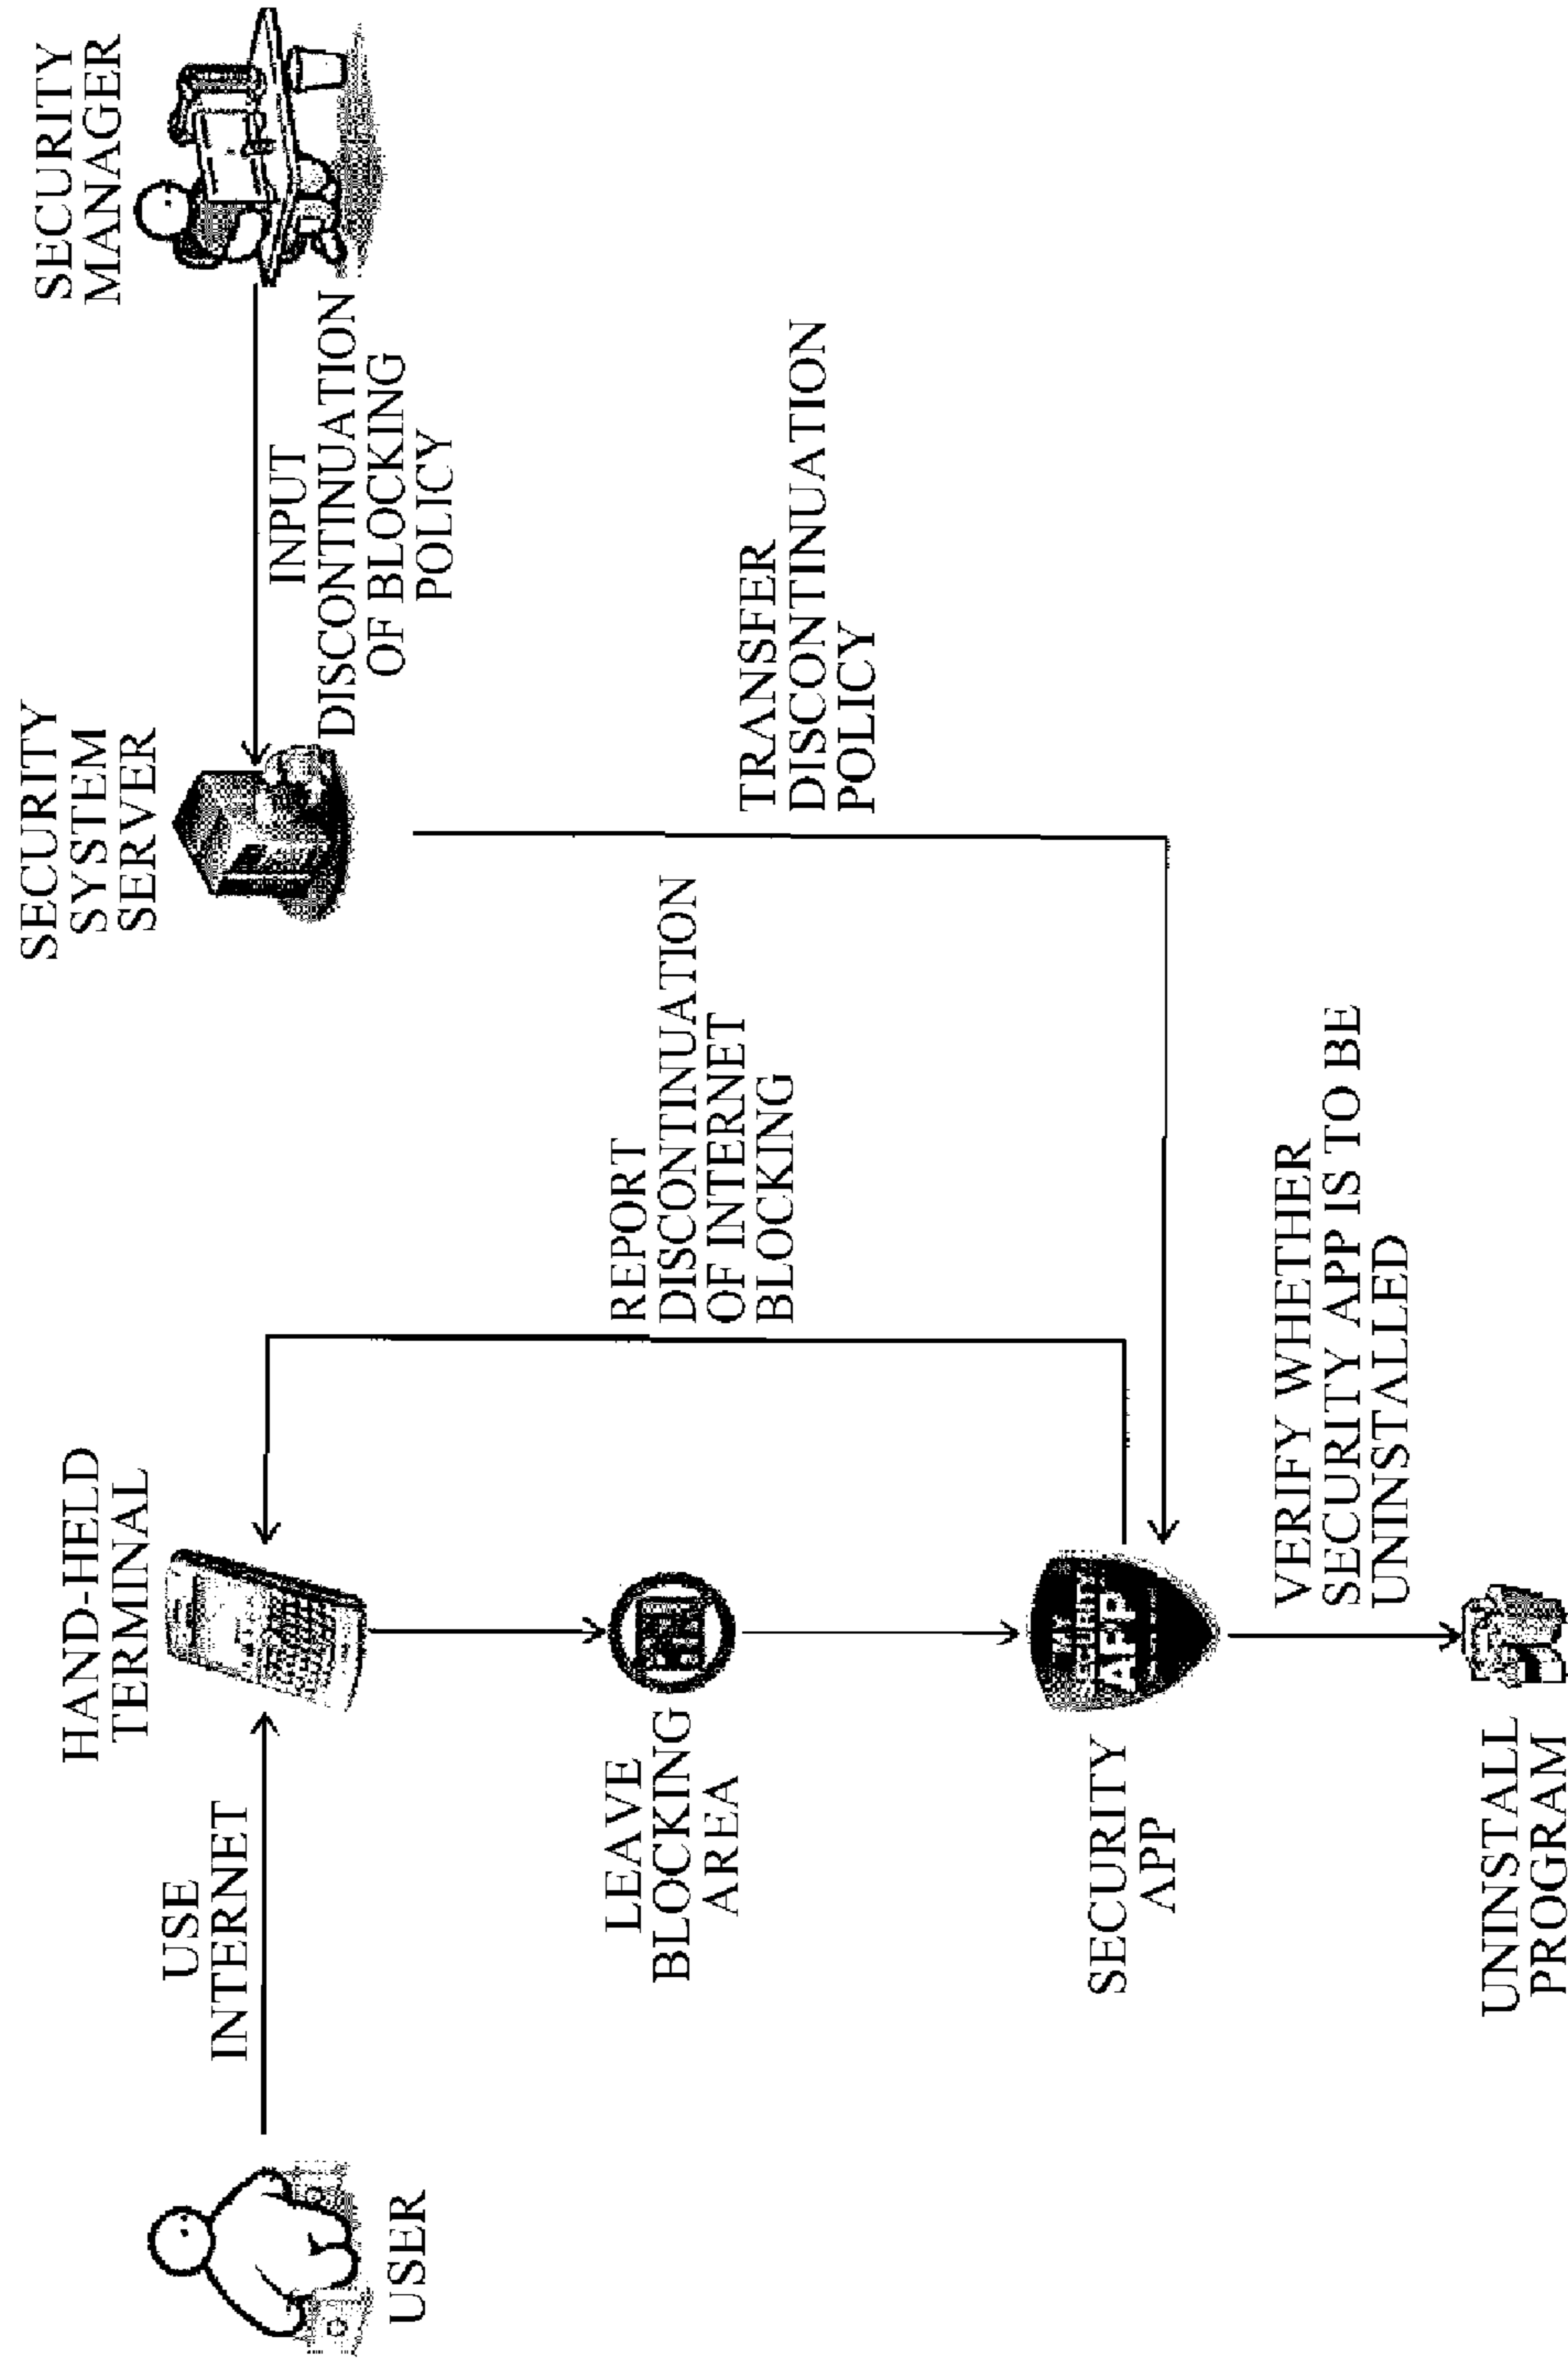 SECURITY
MANAGER
SECURITY
SYSTEM
SERVER
INPUT
DISCONTINUATION
OF BLOCKING
POLICY
HAND-HELD
TERMINAL
USE
INTERNET
USER
REPORT
DISCONTINUATION
OF INTERNET
BLOCKING
TRANSFER
DISCONTINUATION
POLICY
LEAVE
BLOCKING
AREA
SECURITY
APP
SECURITY
APP
VERIFY WHETHER
SECURITY APP IS TO BE
UNINSTALLED
UNINSTALL
PROGRAM